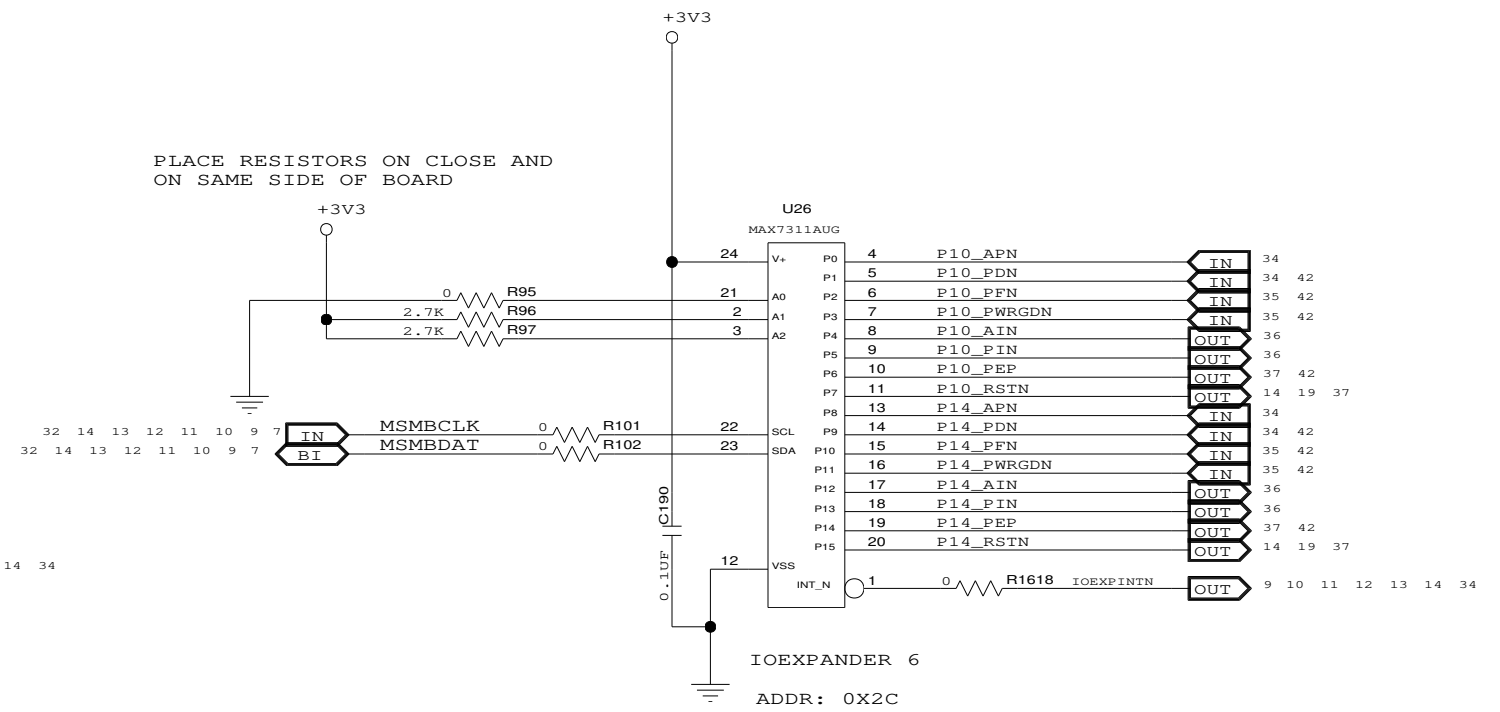 +3V3
PLACE RESISTORS ON CLOSE AND
ON SAME SIDE OF BOARD
+3V3
U26
MAX7311AUG
24 V+ P0 4 P10_APN IN 34
P1 5 P10_PDN IN 34 42
0 R95 21 A0 P2 6 P10_PFN IN 35 42
2.7K R96 2 A1 P3 7 P10_PWRGDN IN 35 42
2.7K R97 3 A2 P4 8 P10_AIN OUT 36
P5 9 P10_PIN OUT 36
P6 10 P10_PEP OUT 37 42
P7 11 P10_RSTN OUT 14 19 37
P8 13 P14_APN IN 34
32 14 13 12 11 10 9 7 IN MSMBCLK 0 R101 22 SCL P9 14 P14_PDN IN 34 42
32 14 13 12 11 10 9 7 BI MSMBDAT 0 R102 23 SDA P10 15 P14_PFN IN 35 42
P11 16 P14_PWRGDN IN 35 42
P12 17 P14_AIN OUT 36
C190 P13 18 P14_PIN OUT 36
P14 19 P14_PEP OUT 37 42
P15 20 P14_RSTN OUT 14 19 37
14 34
0.1UF 12 VSS
INT_N 1 0 R1618 IOEXPINTN OUT 9 10 11 12 13 14 34
IOEXPANDER 6
ADDR: 0X2C